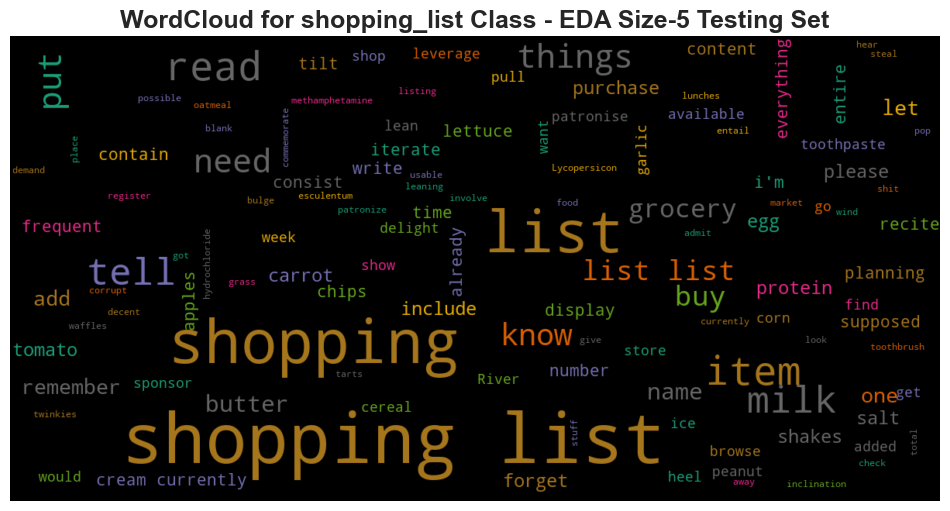 WordCloud for shopping_list Class - EDA Size-5 Testing Set
hear
put
read
things
content
steal
tilt
shop
leverage
everything
entire
pull
purchase
let
possible
oatmeal
methamphetamine
listing
lunches
available
patronise
blank
commemorate
lean
lettuce
want
garlic
entail
pop
place
contain
need
iterate
toothpaste
demand
write
usable
Lycopersicon
please
shit
consist
leaning
i'm
register
bulge
esculentum
involve
food
grocery
market
go
wind
frequent
patronize
time
list
egg
recite
week
delight
admit
got
hydrochloride
already
tell
show
list list
planning
grass
carrot
apples
chips
buy
protein
add
corrupt
find
decent
include
display
currently
corn
supposed
waffles
shopping
know
give
look
tomato
store
toothbrush
tarts
River
number
item
remember
sponsor
name
milk
one
get
butter
cereal
twinkies
salt
stuff
ice
shakes
added
total
shopping list
browse
peanut
check
would
cream currently
forget
heel
away
inclination